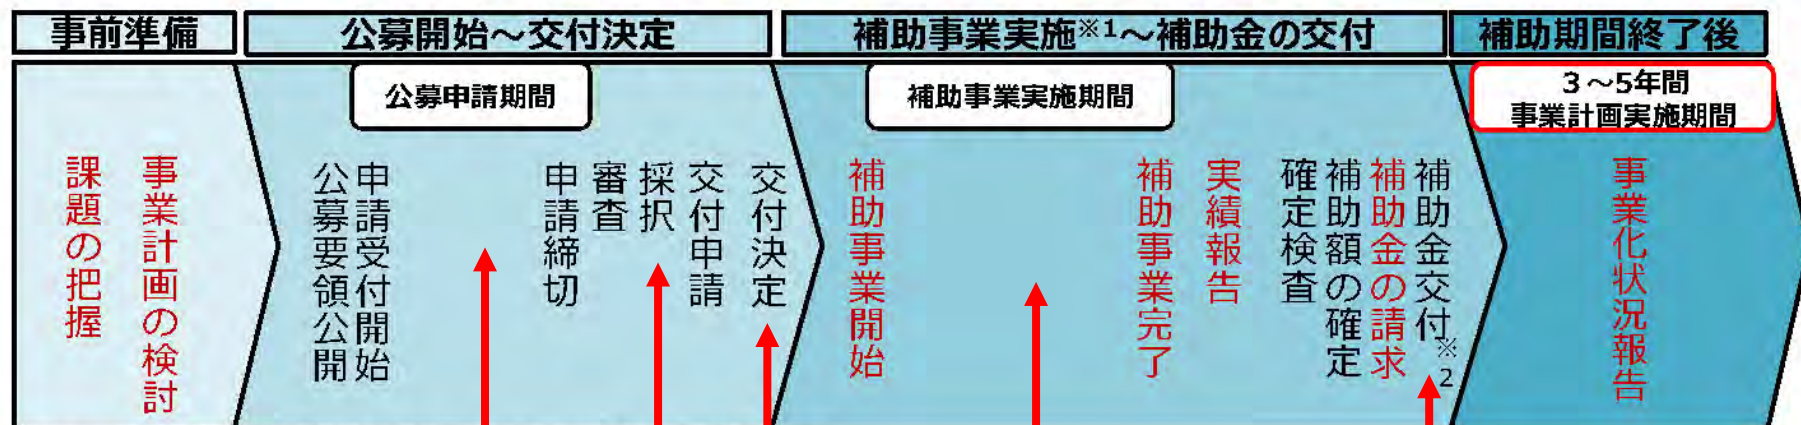 事前準備
公募開始～交付決定
補助事業実施※1～補助金の交付
補助期間終了後
公募申請期間
補助事業実施期間
3～5年間
事業計画実施期間
課題の把握
事業計画の検討
公募要領公開
申請受付開始
申請締切
審査
採択
交付申請
交付決定
補助事業開始
補助事業完了
実績報告
確定検査
補助額の確定
補助金の請求
補助金交付※2
事業化状況報告